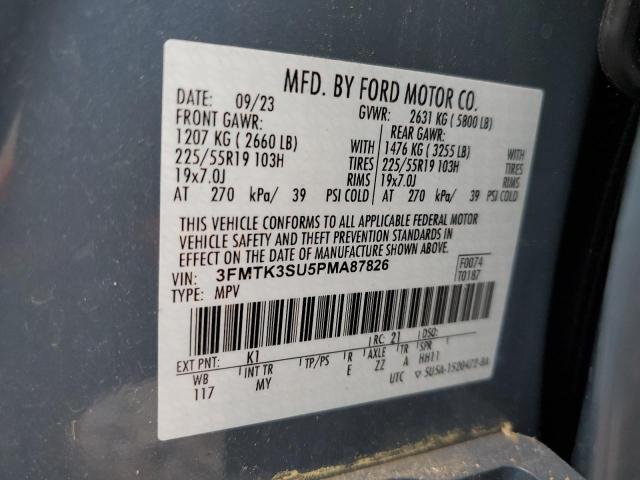 MFD. BY FORD MOTOR CO.
DATE: 09/23 GVWR: 2631 KG ( 5800 LB)
FRONT GAWR: REAR GAWR:
1207 KG ( 2660 LB) WITH 1476 KG ( 3255 LB) WITH
225/55R19 103H TIRES 225/55R19 103H TIRES
19x7.0J RIMS 19x7.0J RIMS
AT 270 kPa/ 39 PSI COLD AT 270 kPa/ 39 PSI COLD
THIS VEHICLE CONFORMS TO ALL APPLICABLE FEDERAL MOTOR
VEHICLE SAFETY AND THEFT PREVENTION STANDARDS IN
EFFECT ON THE DATE OF MANUFACTURE SHOWN ABOVE.
VIN: 3FMTK3SU5PMA87826 F0074
TYPE: MPV T0187
EXT PNT: K1 RC: 21 DSO:
WB INT TR TP/PS R AXLE TR SPR
117 MY E ZZ A HH11
UTC ▽ 5U5A-1520472-BA